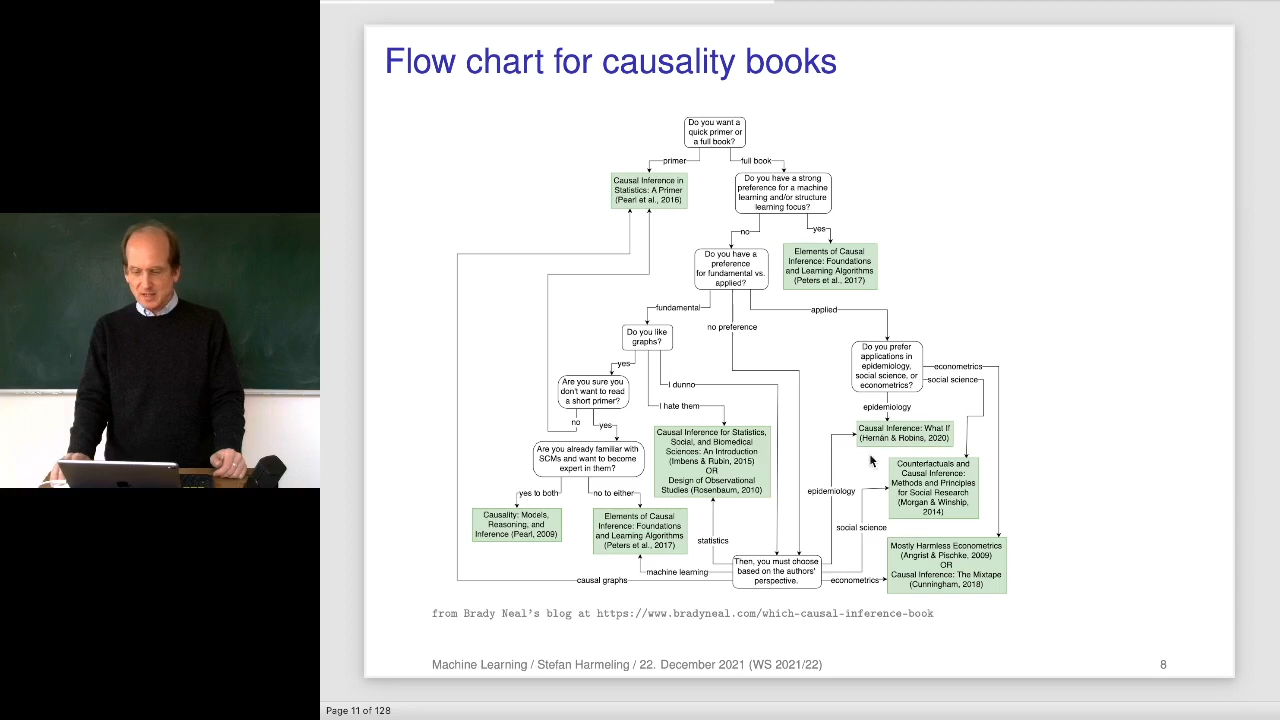 Flow chart for causality books
Do you want a
quick primer or
a full book?
primer
full book
Causal Inference in
Statistics: A Primer
(Pearl et al., 2016)
Do you have a strong
preference for a machine
learning and/or structure
learning focus?
no
yes
Do you have a
preference
for fundamental vs.
applied?
Elements of Causal
Inference: Foundations
and Learning Algorithms
(Peters et al., 2017)
fundamental
no preference
applied
Do you like
graphs?
Do you prefer
applications in
epidemiology,
social science, or
econometrics?
econometrics
social science
epidemiology
yes
I dunno
I hate them
Are you sure you
don't want to read
a short primer?
no
yes
Causal Inference for Statistics,
Social, and Biomedical
Sciences: An Introduction
(Imbens & Rubin, 2015)
OR
Design of Observational
Studies (Rosenbaum, 2010)
Causal Inference: What If
(Hernán & Robins, 2020)
Are you already familiar with
SCMs and want to become
expert in them?
Counterfactuals and
Causal Inference:
Methods and Principles
for Social Research
(Morgan & Winship,
2014)
yes to both
no to either
epidemiology
Causality: Models,
Reasoning, and
Inference (Pearl, 2009)
Elements of Causal
Inference: Foundations
and Learning Algorithms
(Peters et al., 2017)
social science
statistics
Mostly Harmless Econometrics
(Angrist & Pischke, 2009)
OR
Causal Inference: The Mixtape
(Cunningham, 2018)
Then, you must choose
based on the authors'
perspective.
machine learning
causal graphs
econometrics
from Brady Neal's blog at https://www.bradyneal.com/which-causal-inference-book
Machine Learning / Stefan Harmeling / 22. December 2021 (WS 2021/22)
8
Page 11 of 128